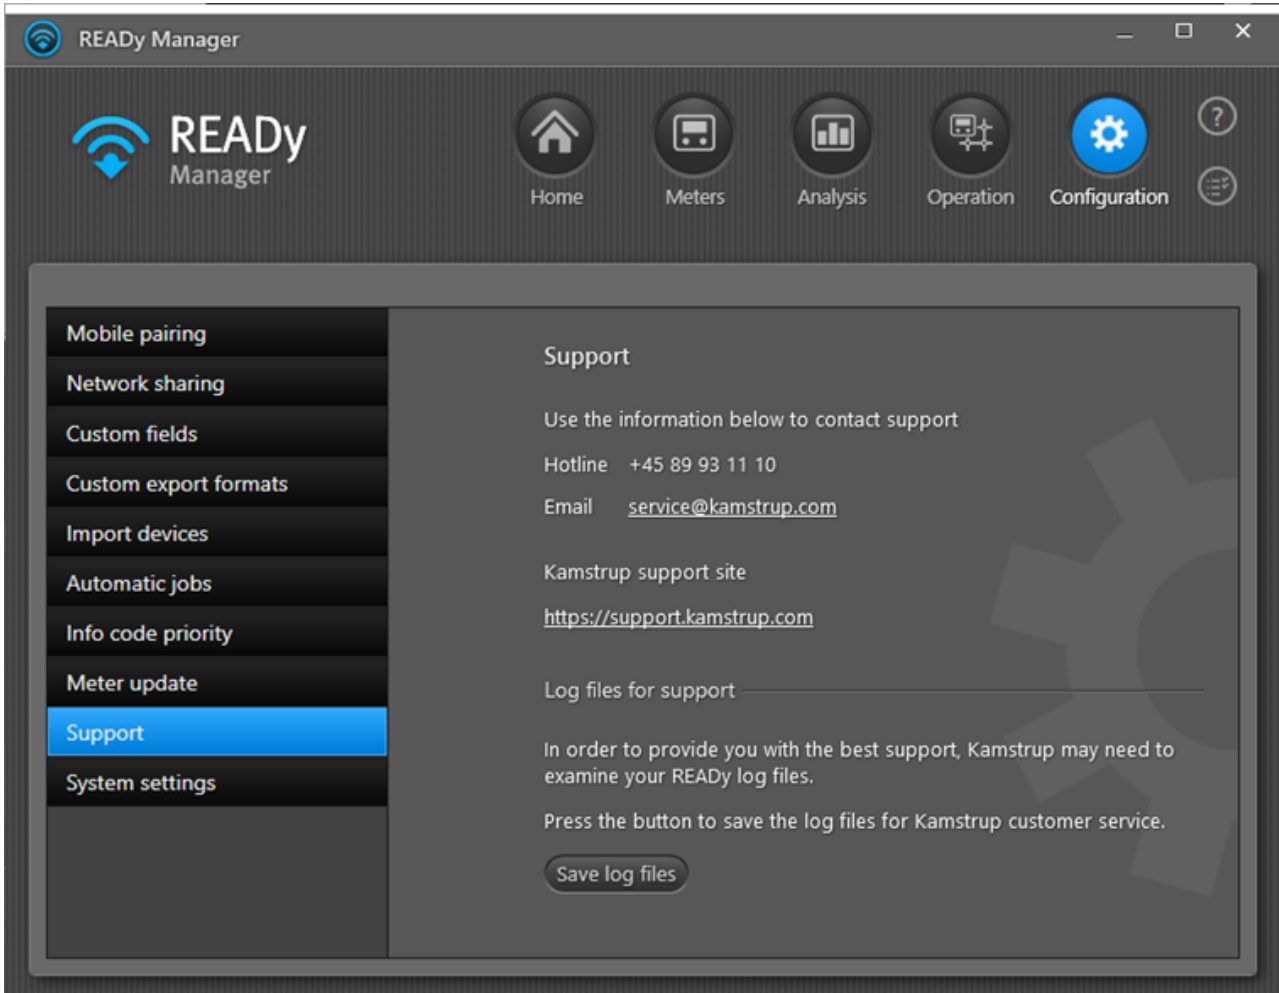 READy Manager
READy
Manager
Home
Meters
Analysis
Operation
Configuration
?
Mobile pairing
Network sharing
Custom fields
Custom export formats
Import devices
Automatic jobs
Info code priority
Meter update
Support
System settings
Support
Use the information below to contact support
Hotline +45 89 93 11 10
Email service@kamstrup.com
Kamstrup support site
https://support.kamstrup.com
Log files for support
In order to provide you with the best support, Kamstrup may need to
examine your READy log files.
Press the button to save the log files for Kamstrup customer service.
Save log files